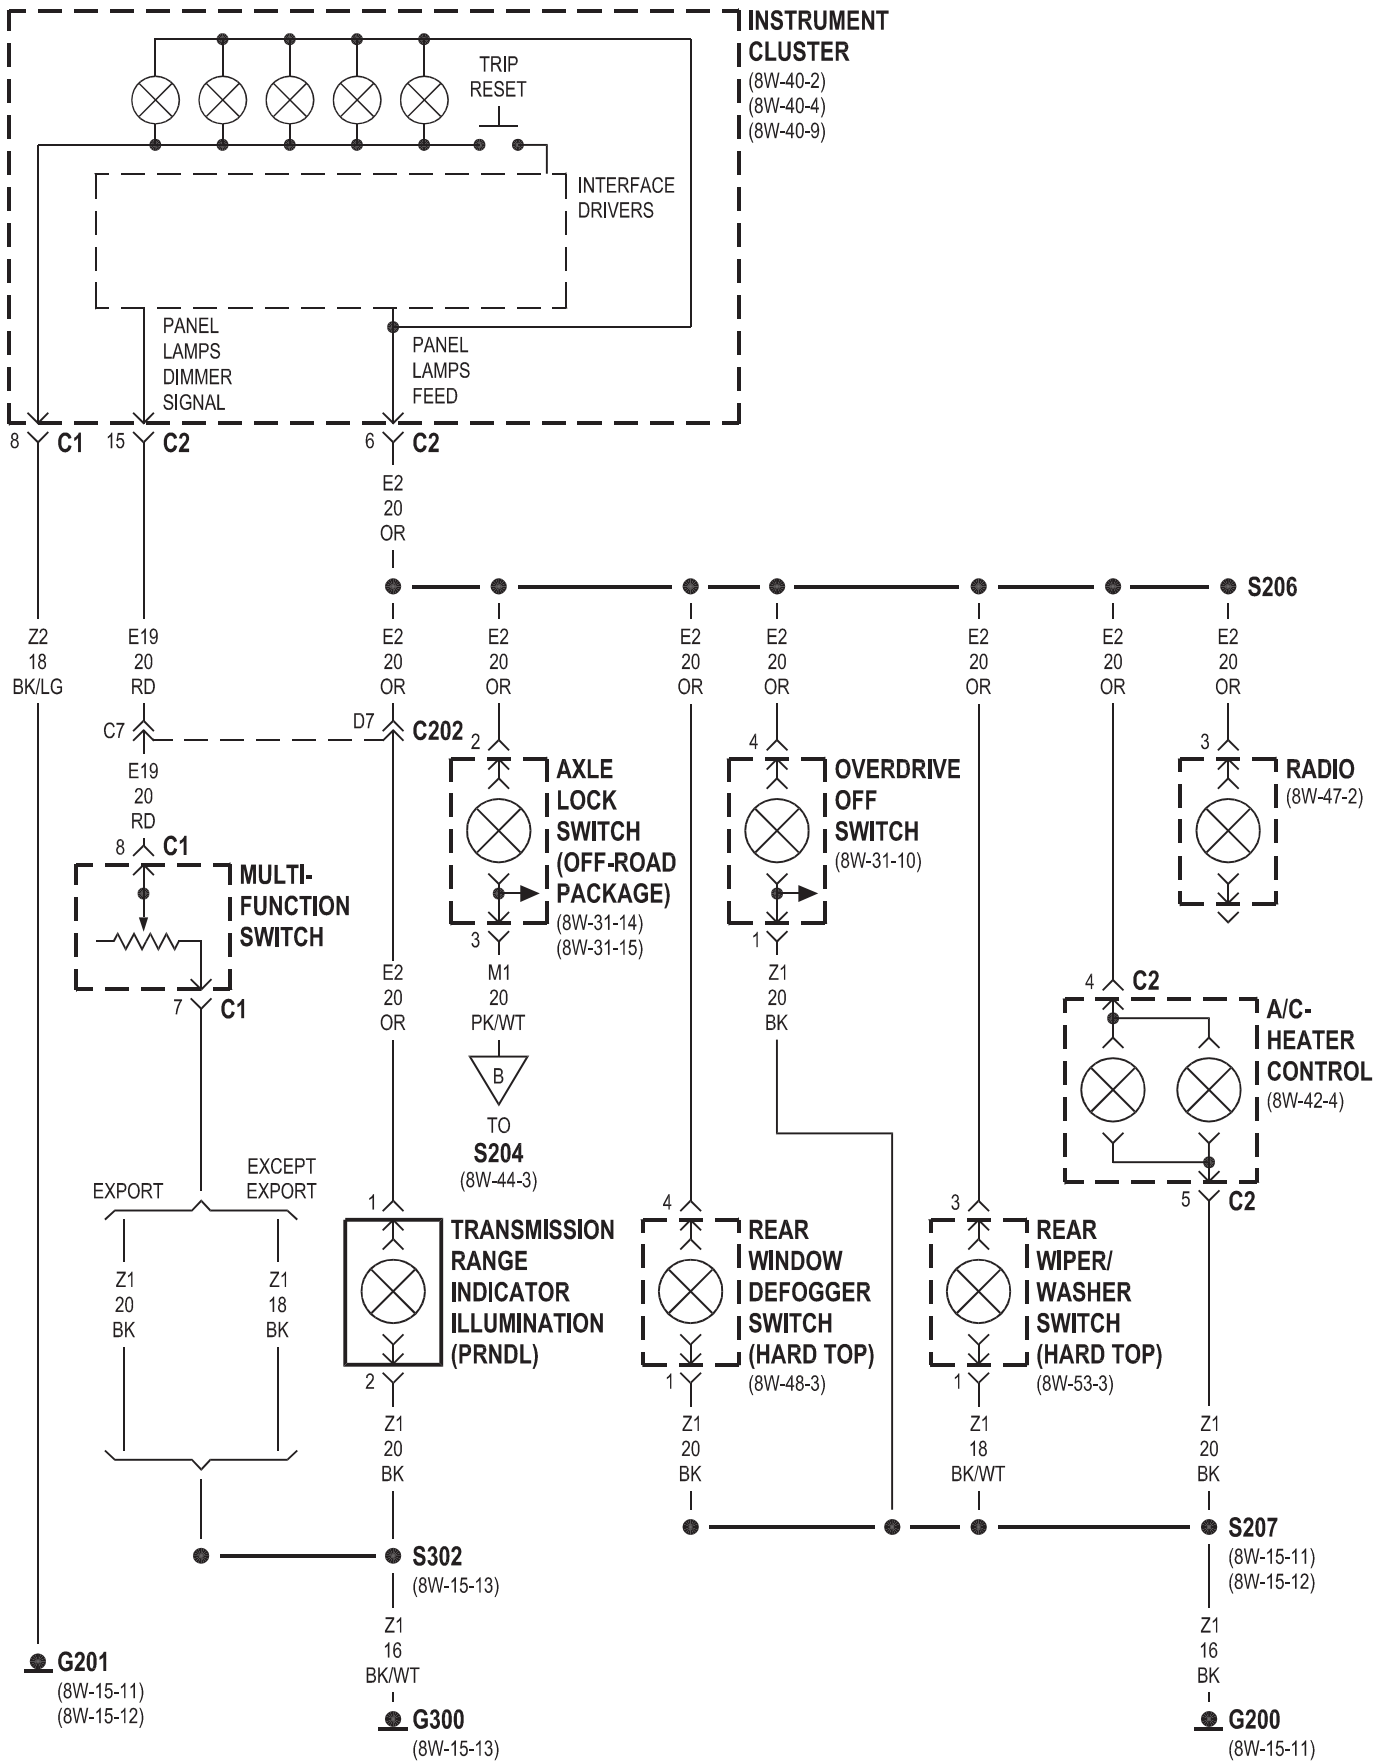 INSTRUMENT
CLUSTER
(8W-40-2)
(8W-40-4)
(8W-40-9)
TRIP
RESET
INTERFACE
DRIVERS
PANEL
LAMPS
DIMMER
SIGNAL
PANEL
LAMPS
FEED
8 C1
15 C2
6 C2
E2
20
OR
S206
Z2
18
BK/LG
E19
20
RD
E2
20
OR
E2
20
OR
E2
20
OR
E2
20
OR
E2
20
OR
E2
20
OR
E2
20
OR
C7
D7
C202
E19
20
RD
8 C1
MULTI-
FUNCTION
SWITCH
7 C1
2
AXLE
LOCK
SWITCH
(OFF-ROAD
PACKAGE)
(8W-31-14)
(8W-31-15)
3
M1
20
PK/WT
B
TO
S204
(8W-44-3)
4
OVERDRIVE
OFF
SWITCH
(8W-31-10)
1
Z1
20
BK
3
RADIO
(8W-47-2)
E2
20
OR
4 C2
A/C-
HEATER
CONTROL
(8W-42-4)
5 C2
EXPORT
EXCEPT
EXPORT
Z1
20
BK
Z1
18
BK
1
TRANSMISSION
RANGE
INDICATOR
ILLUMINATION
(PRNDL)
2
Z1
20
BK
4
REAR
WINDOW
DEFOGGER
SWITCH
(HARD TOP)
(8W-48-3)
1
Z1
20
BK
3
REAR
WIPER/
WASHER
SWITCH
(HARD TOP)
(8W-53-3)
1
Z1
18
BK/WT
Z1
20
BK
S302
(8W-15-13)
S207
(8W-15-11)
(8W-15-12)
Z1
16
BK/WT
Z1
16
BK
G201
(8W-15-11)
(8W-15-12)
G300
(8W-15-13)
G200
(8W-15-11)